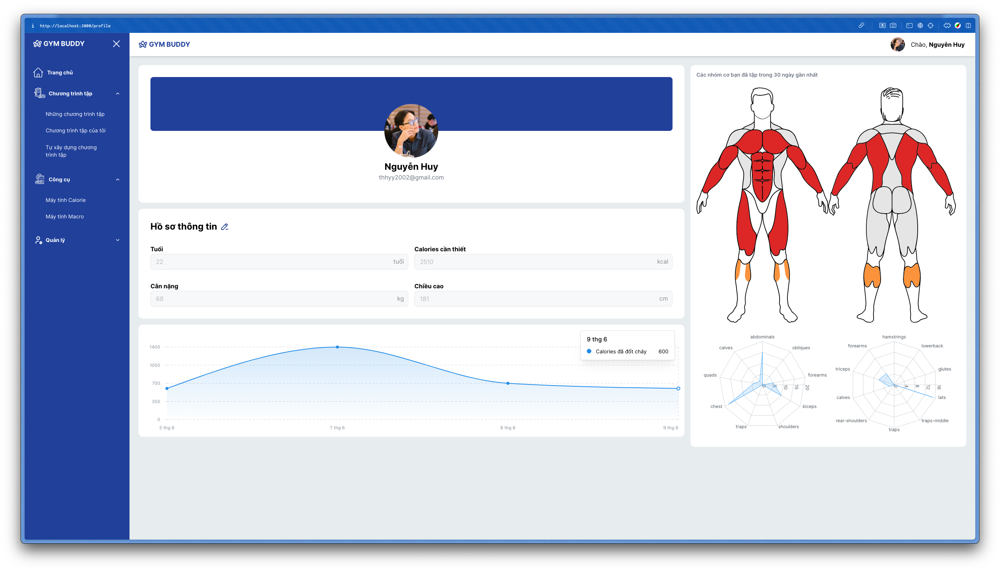 i http://localhost:3000/profile
GYM BUDDY
GYM BUDDY
Chào, Nguyễn Huy
Trang chủ
Chương trình tập
Những chương trình tập
Chương trình tập của tôi
Tự xây dựng chương
trình tập
Công cụ
Máy tính Calorie
Máy tính Macro
Quản lý
Nguyễn Huy
thhyy2002@gmail.com
Hồ sơ thông tin
Tuổi
22 tuổi
Calories cần thiết
2510 kcal
Cân nặng
68 kg
Chiều cao
181 cm
9 thg 6
Calories đã đốt cháy 600
1400
1050
700
350
0
5 thg 6
7 thg 6
8 thg 6
9 thg 6
Các nhóm cơ bạn đã tập trong 30 ngày gần nhất
abdominals
obliques
forearms
biceps
shoulders
traps
chest
quads
calves
0
5
10
15
20
hamstrings
lowerback
glutes
lats
traps-middle
traps
rear-shoulders
calves
triceps
forearms
0
4
8
12
16